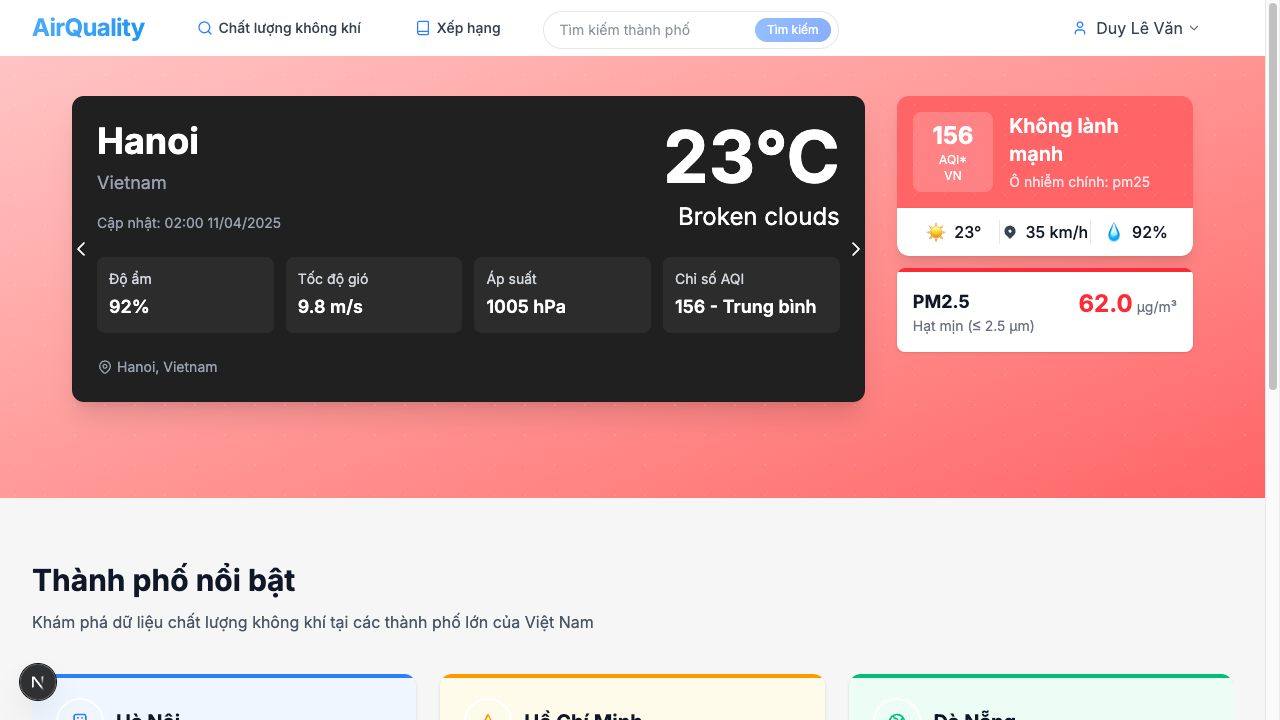 AirQuality
Chất lượng không khí
Xếp hạng
Tìm kiếm thành phố
Tìm kiếm
Duy Lê Văn
Hanoi
Vietnam
Cập nhật: 02:00 11/04/2025
23°C
Broken clouds
Độ ẩm
92%
Tốc độ gió
9.8 m/s
Áp suất
1005 hPa
Chỉ số AQI
156 - Trung bình
Hanoi, Vietnam
156
AQI*
VN
Không lành
mạnh
Ô nhiễm chính: pm25
23°
35 km/h
92%
PM2.5
Hạt mịn (≤ 2.5 µm)
62.0 µg/m³
Thành phố nổi bật
Khám phá dữ liệu chất lượng không khí tại các thành phố lớn của Việt Nam
N
Hà Nội
Hồ Chí Minh
Đà Nẵng